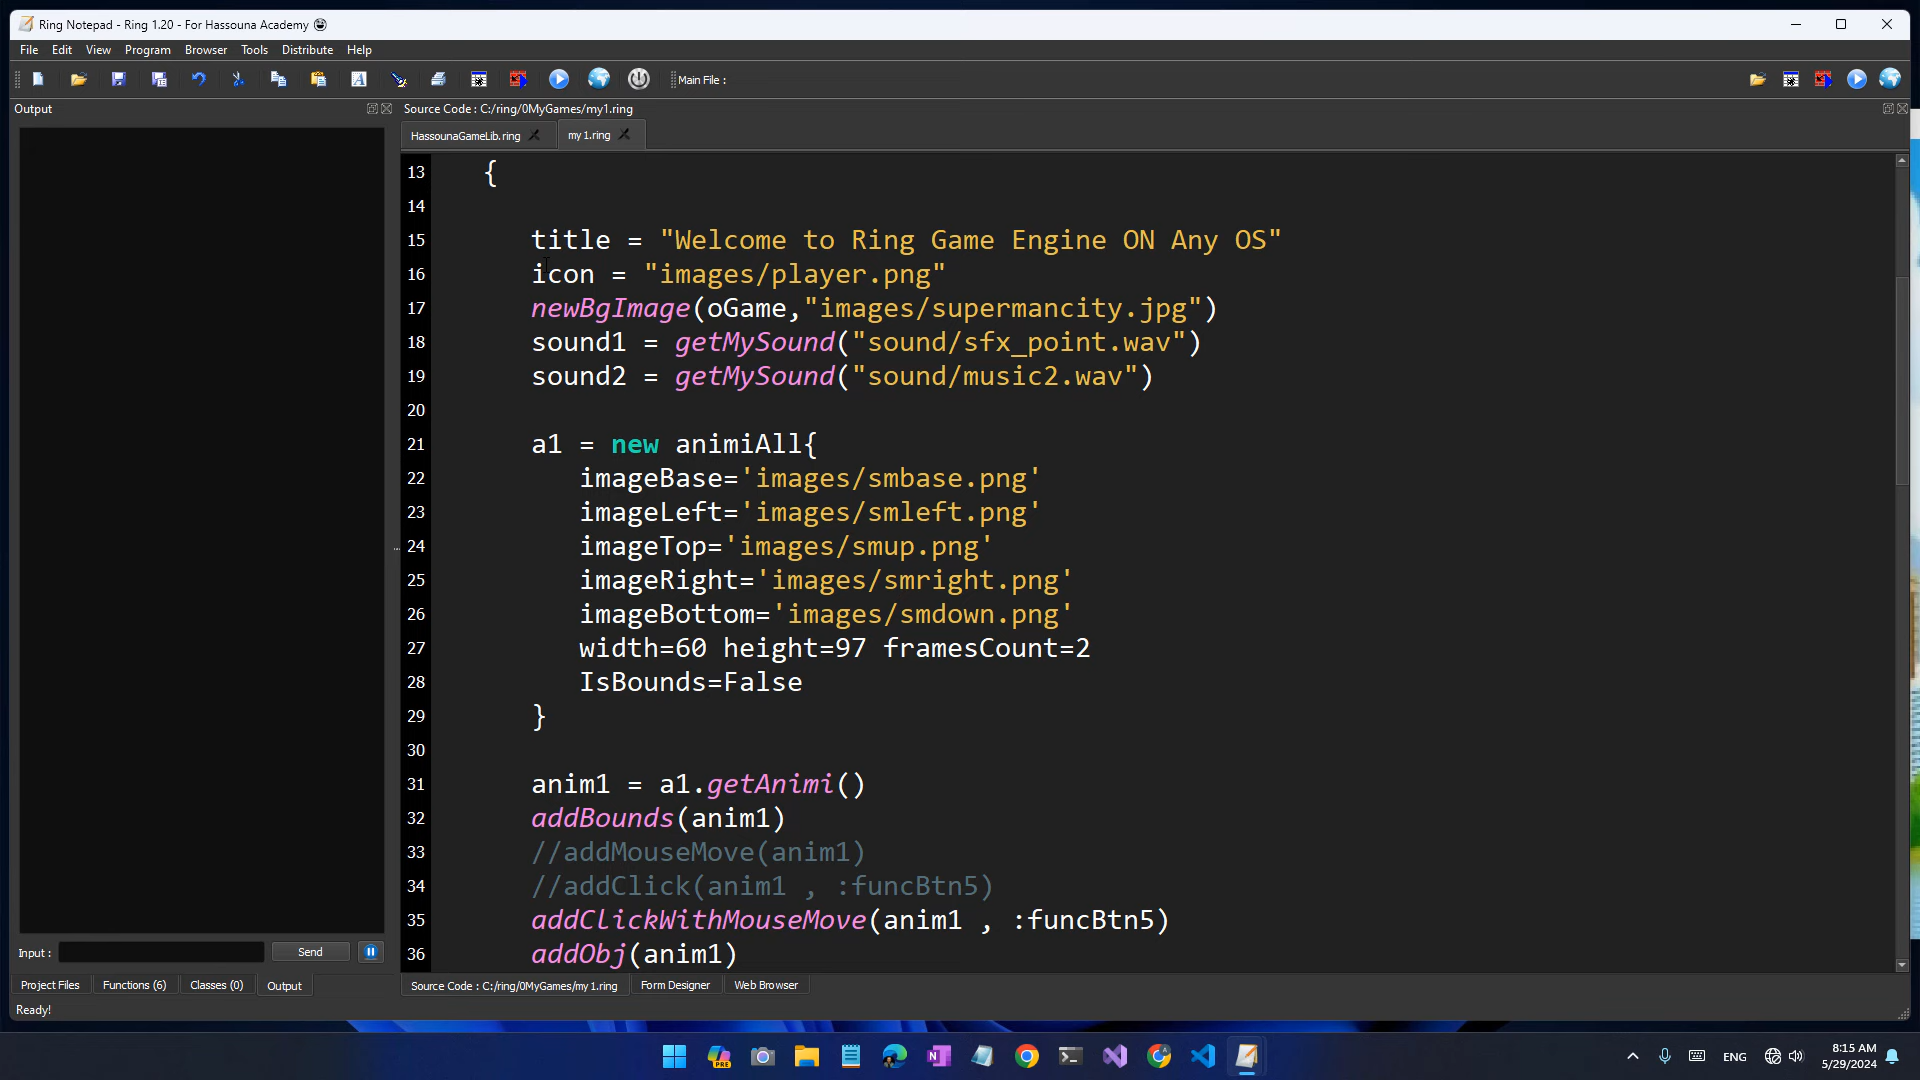 Ring Notepad - Ring 1.20 - For Hassouna Academy 😀
File Edit View Program Browser Tools Distribute Help
Main File :
Output
Source Code : C:/ring/0MyGames/my1.ring
HassounaGameLib.ring my1.ring
13 {
14
15 title = "Welcome to Ring Game Engine ON Any OS"
16 icon = "images/player.png"
17 newBgImage(oGame,"images/supermancity.jpg")
18 sound1 = getMySound("sound/sfx_point.wav")
19 sound2 = getMySound("sound/music2.wav")
20
21 a1 = new animiAll{
22 imageBase='images/smbase.png'
23 imageLeft='images/smleft.png'
24 imageTop='images/smup.png'
25 imageRight='images/smright.png'
26 imageBottom='images/smdown.png'
27 width=60 height=97 framesCount=2
28 IsBounds=False
29 }
30
31 anim1 = a1.getAnimi()
32 addBounds(anim1)
33 //addMouseMove(anim1)
34 //addClick(anim1 , :funcBtn5)
35 addClickWithMouseMove(anim1 , :funcBtn5)
36 addObj(anim1)
Input : Send
Project Files Functions (6) Classes (0) Output
Source Code : C:/ring/0MyGames/my1.ring Form Designer Web Browser
Ready!
PRE
ENG
8:15 AM
5/29/2024